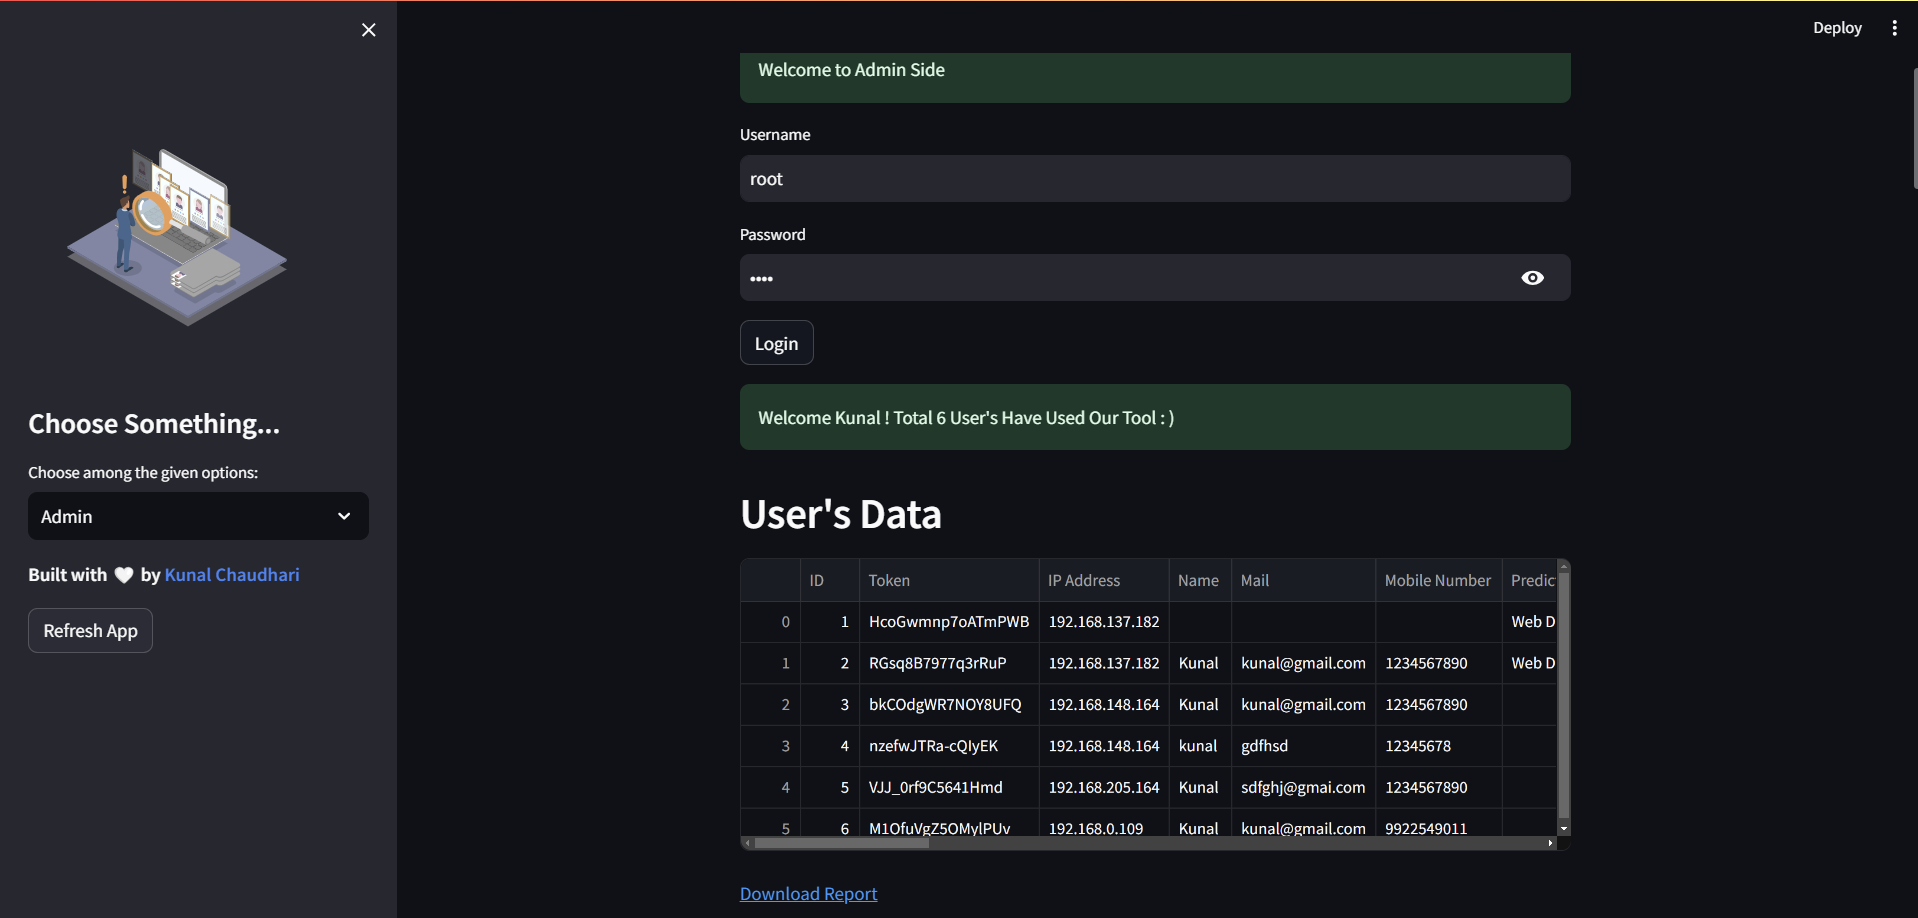 Deploy
Welcome to Admin Side
Username
root
Password
••••
Login
Welcome Kunal ! Total 6 User's Have Used Our Tool : )
Choose Something...
Choose among the given options:
Admin
Built with 🤍 by Kunal Chaudhari
Refresh App
User's Data
ID Token IP Address Name Mail Mobile Number Predic
0 1 HcoGwmnp7oATmPWB 192.168.137.182 Web D
1 2 RGsq8B7977q3rRuP 192.168.137.182 Kunal kunal@gmail.com 1234567890 Web D
2 3 bkCOdgWR7NOY8UFQ 192.168.148.164 Kunal kunal@gmail.com 1234567890
3 4 nzefwJTRa-cQIyEK 192.168.148.164 kunal gdfhsd 12345678
4 5 VJJ_0rf9C5641Hmd 192.168.205.164 Kunal sdfghj@gmai.com 1234567890
5 6 M1OfuVgZ5OMylPUv 192.168.0.109 Kunal kunal@gmail.com 9922549011
Download Report